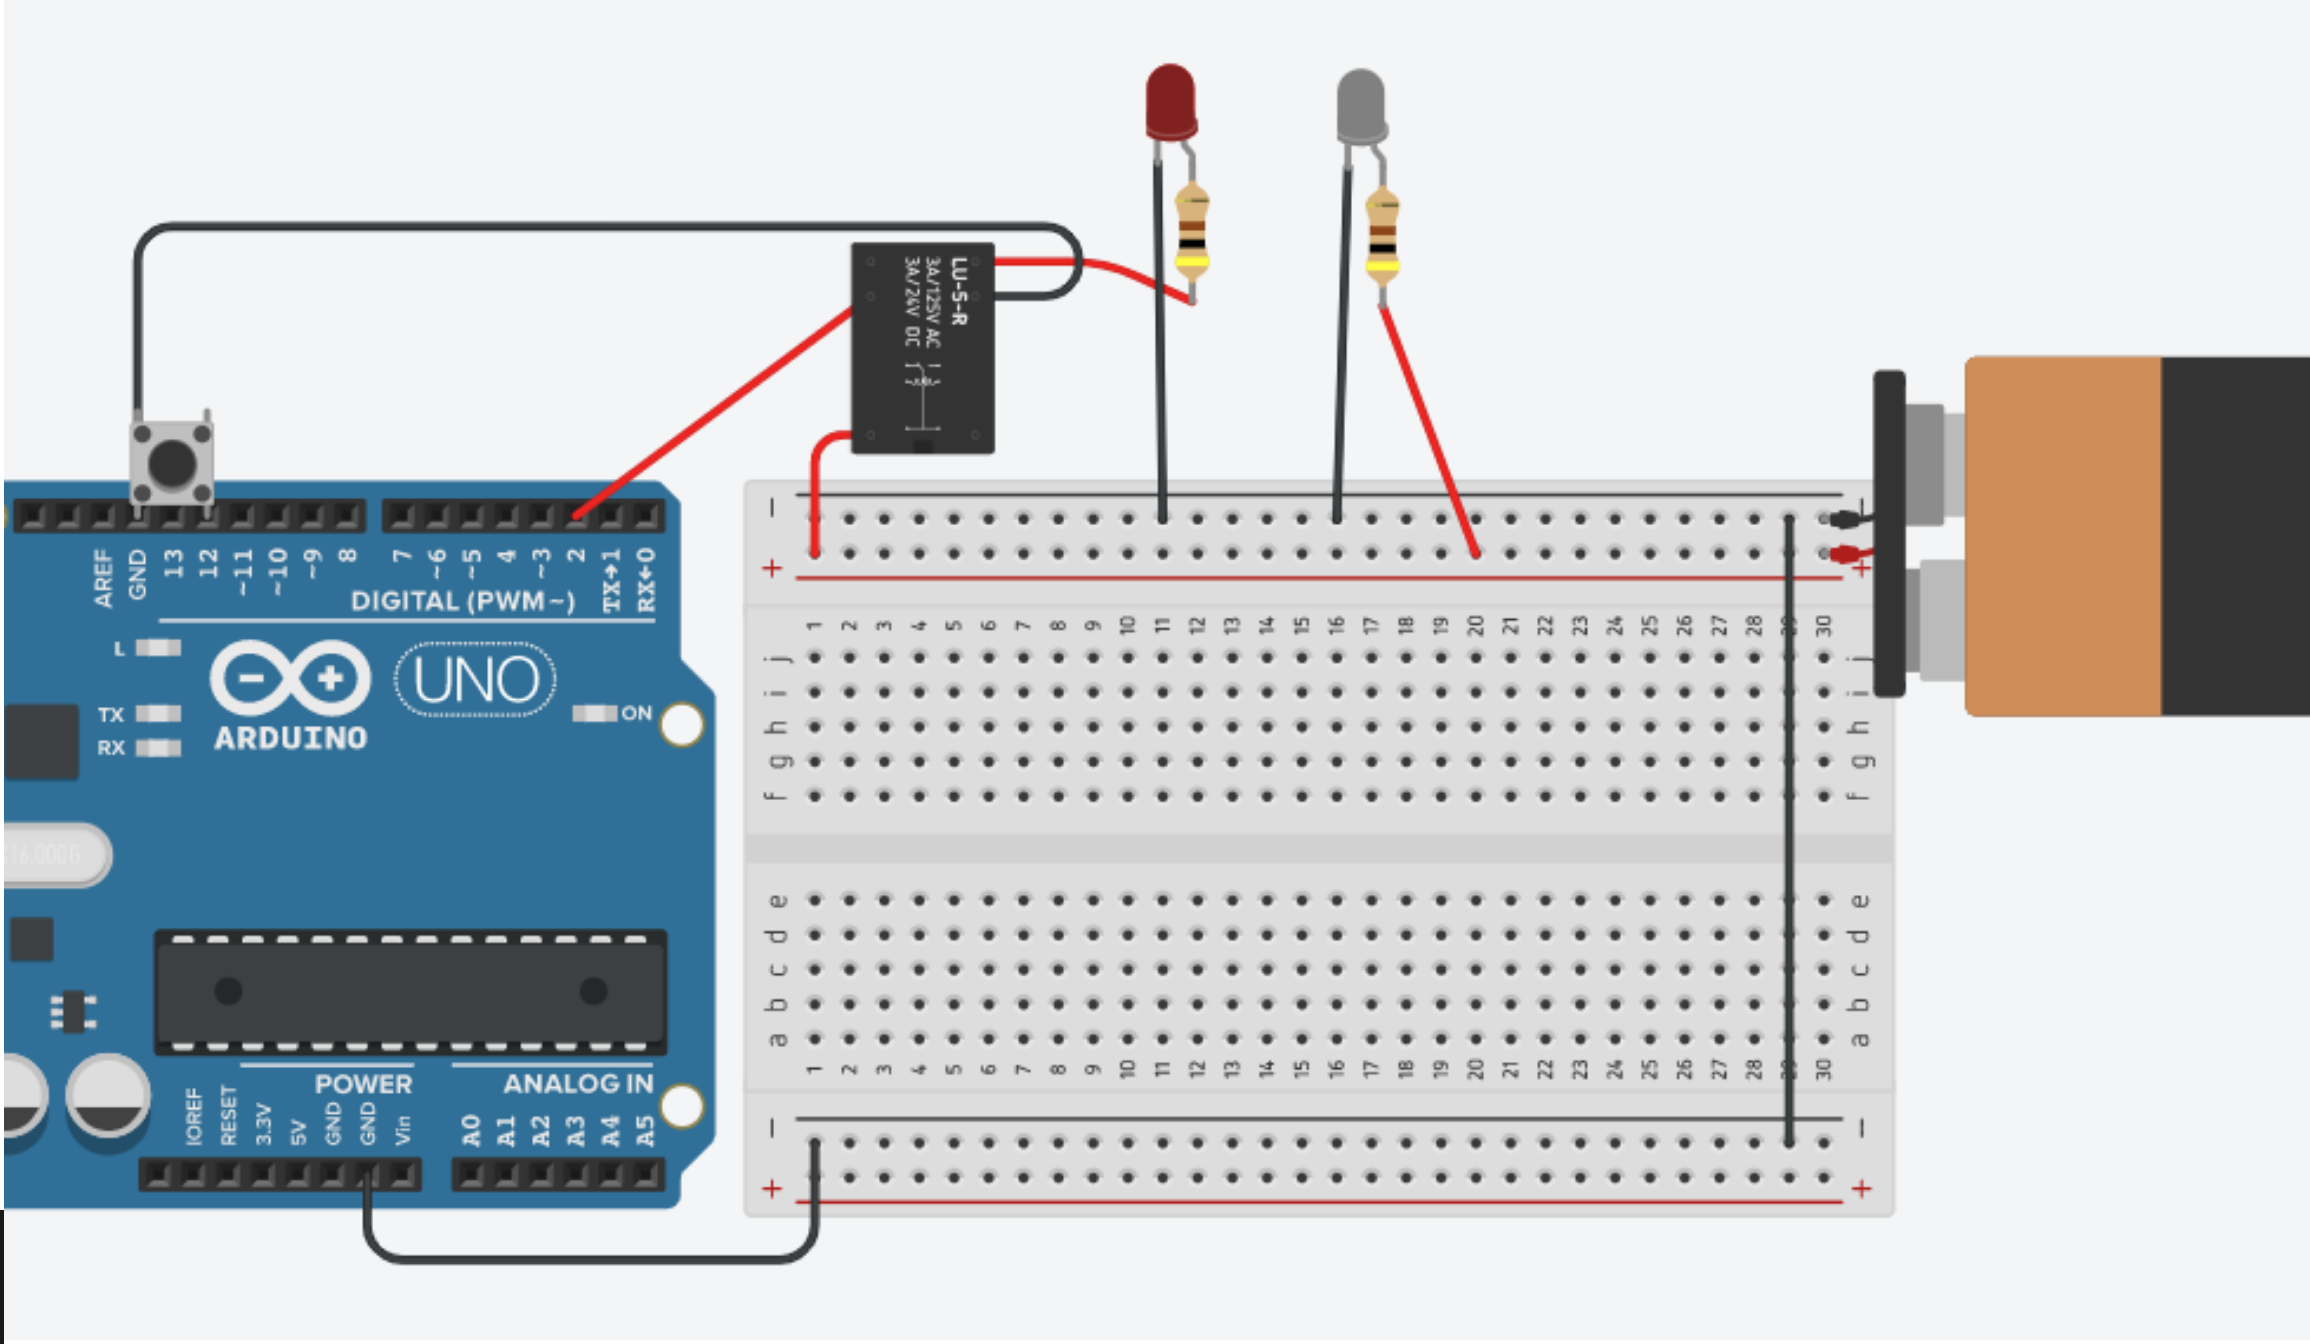 LU-5-R
3A/125V AC
3A/24V DC
AREF
GND
13
12
~11
~10
~9
8
7
~6
~5
4
~3
2
TX→1
RX←0
DIGITAL (PWM~)
L
TX
RX
UNO
ON
ARDUINO
16.000G
POWER
ANALOG IN
IOREF
RESET
3.3V
5V
GND
GND
Vin
A0
A1
A2
A3
A4
A5
− −
+ +
1 2 3 4 5 6 7 8 9 10 11 12 13 14 15 16 17 18 19 20 21 22 23 24 25 26 27 28 29 30
j j
i i
h h
g g
f f
e e
d d
c c
b b
a a
1 2 3 4 5 6 7 8 9 10 11 12 13 14 15 16 17 18 19 20 21 22 23 24 25 26 27 28 29 30
− −
+ +